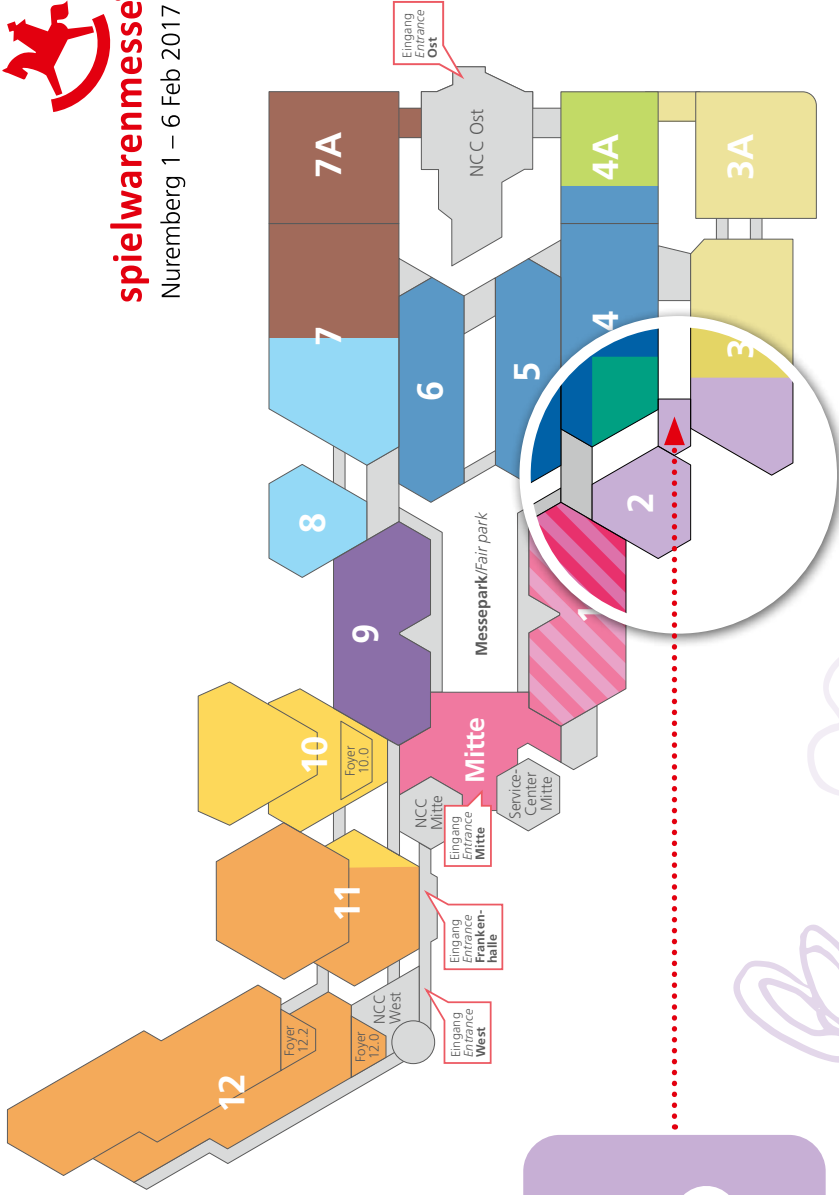 spielwarenmesse
Nuremberg 1 – 6 Feb 2017
Eingang
Entrance
Ost
NCC Ost
7A
4A
3A
7
6
5
4
3
8
2
9
Messepark/Fair park
1
10
Foyer
10.0
Mitte
NCC
Mitte
Service-
Center
Mitte
Eingang
Entrance
Mitte
11
Eingang
Entrance
Franken-
halle
12
Foyer
12.2
Foyer
12.0
NCC
West
Eingang
Entrance
West